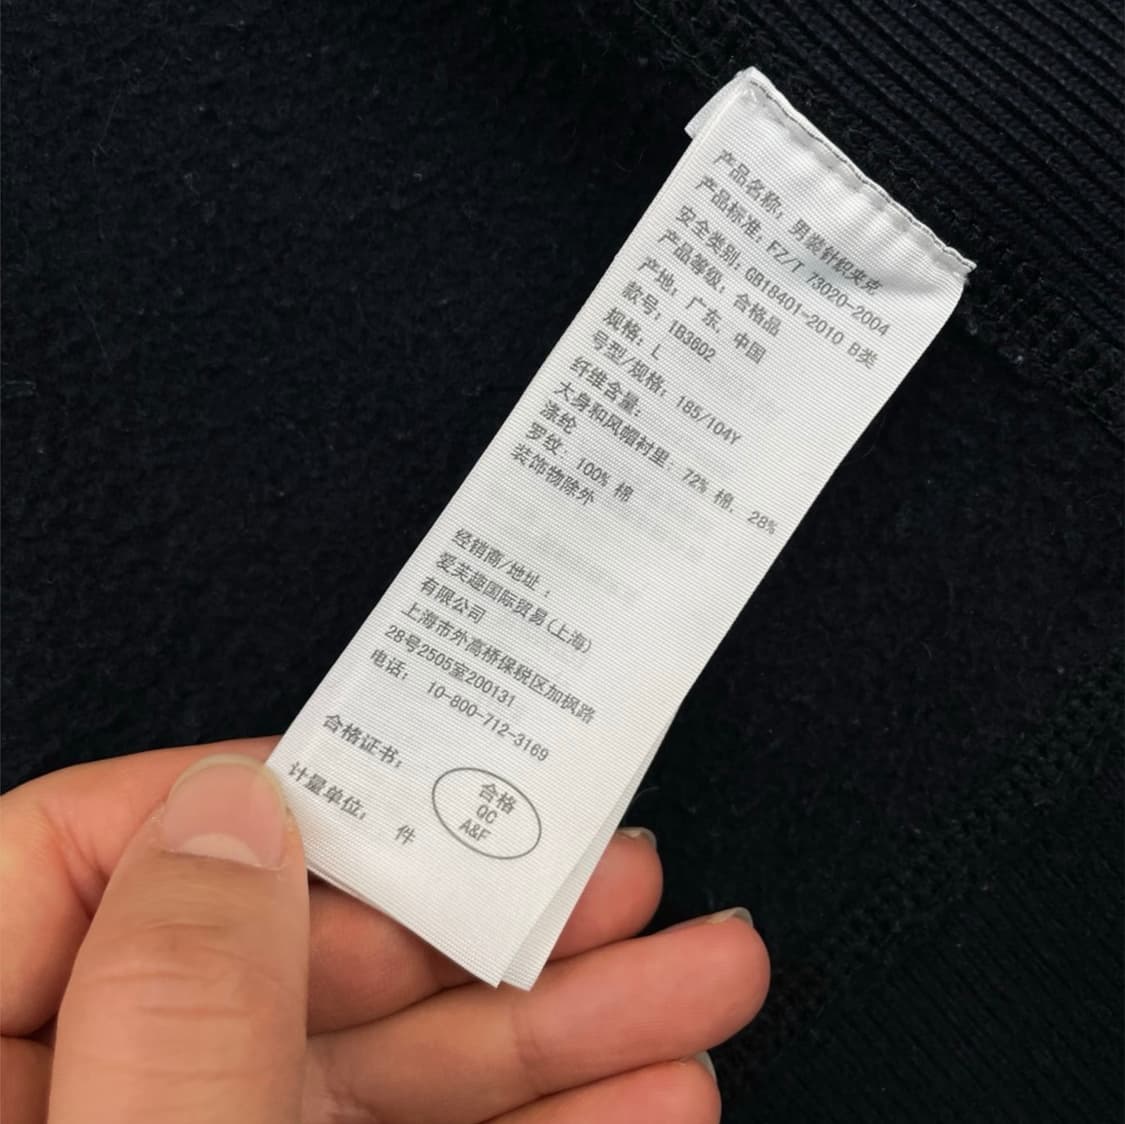 产品名称：男装针织夹克
产品标准：FZ/T 73020-2004
安全类别：GB18401-2010 B类
产品等级：合格品
产地：广东，中国
款号：1B3602
规格：L
号型/规格：185/104Y
纤维含量：
大身和风帽衬里：72% 棉，28%
涤纶
罗纹：100% 棉
装饰物除外
经销商/地址：
爱芙趣国际贸易(上海)
有限公司
上海市外高桥保税区加枫路
28号2505室200131
电话： 10-800-712-3169
合格证书：
合格
QC
A&F
计量单位： 件